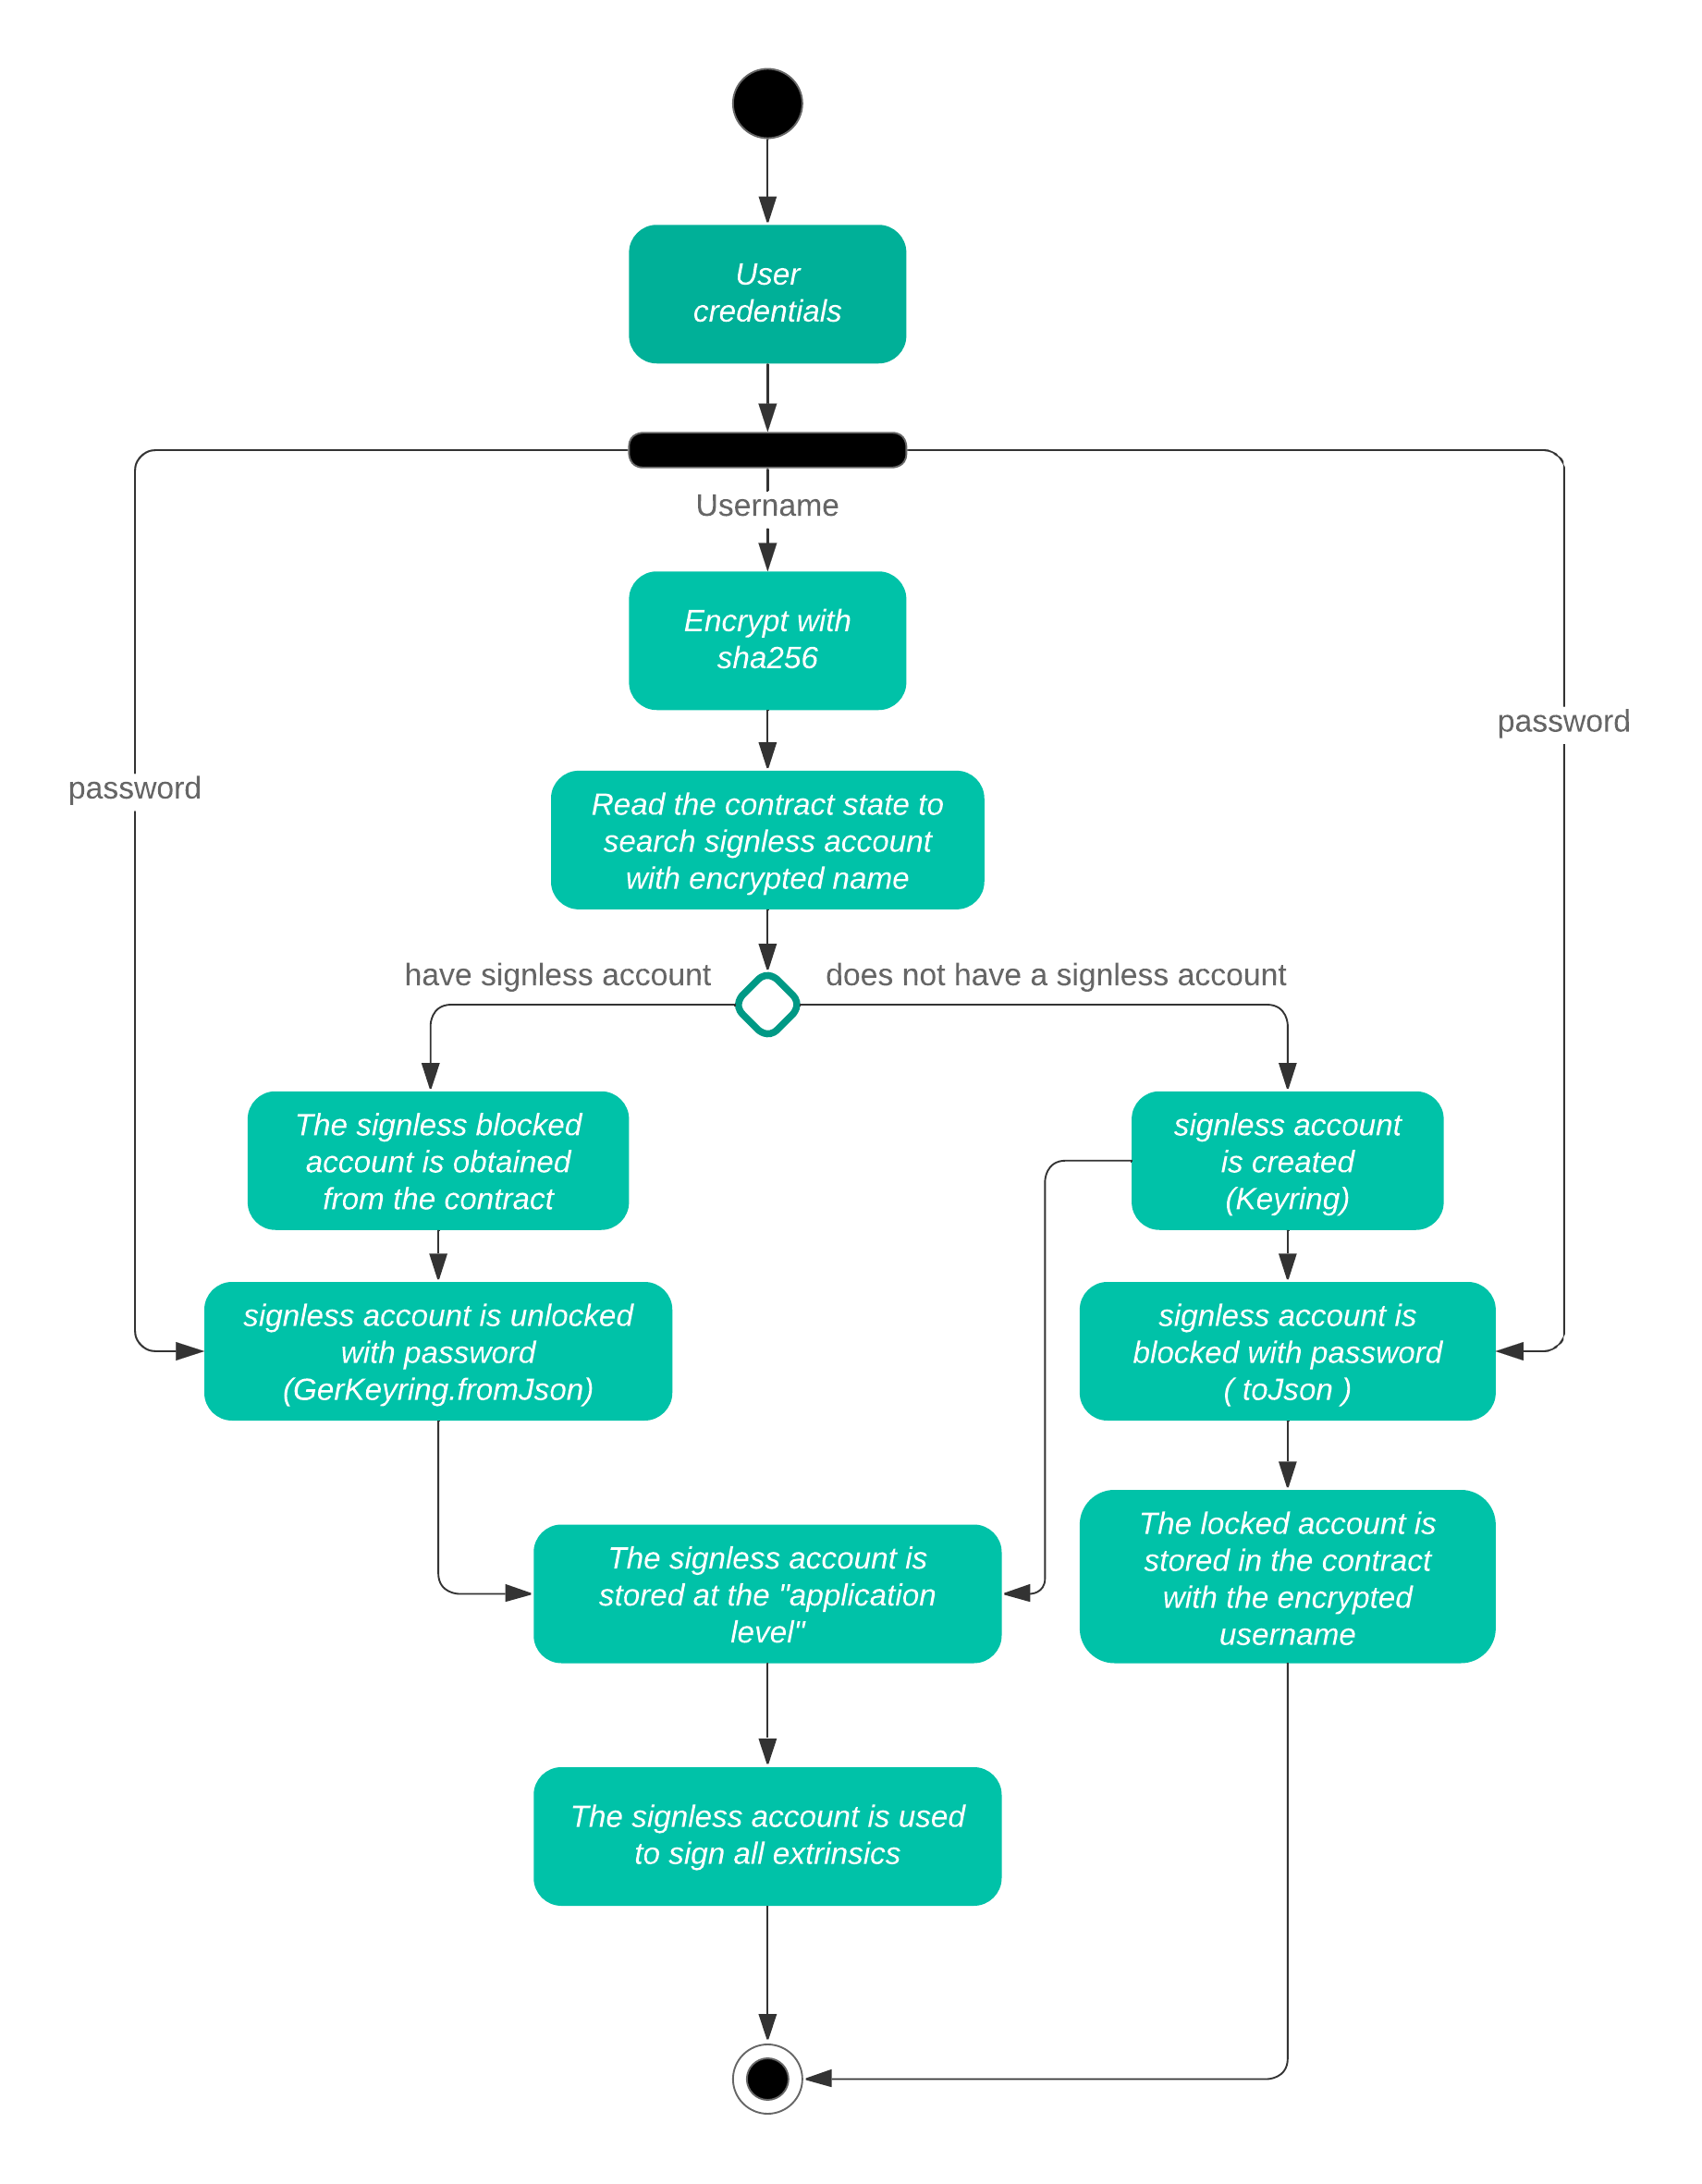 User
credentials
Username
Encrypt with
sha256
password
password
Read the contract state to
search signless account
with encrypted name
have signless account
does not have a signless account
The signless blocked
account is obtained
from the contract
signless account
is created
(Keyring)
signless account is unlocked
with password
(GerKeyring.fromJson)
signless account is
blocked with password
( toJson )
The signless account is
stored at the "application
level"
The locked account is
stored in the contract
with the encrypted
username
The signless account is used
to sign all extrinsics